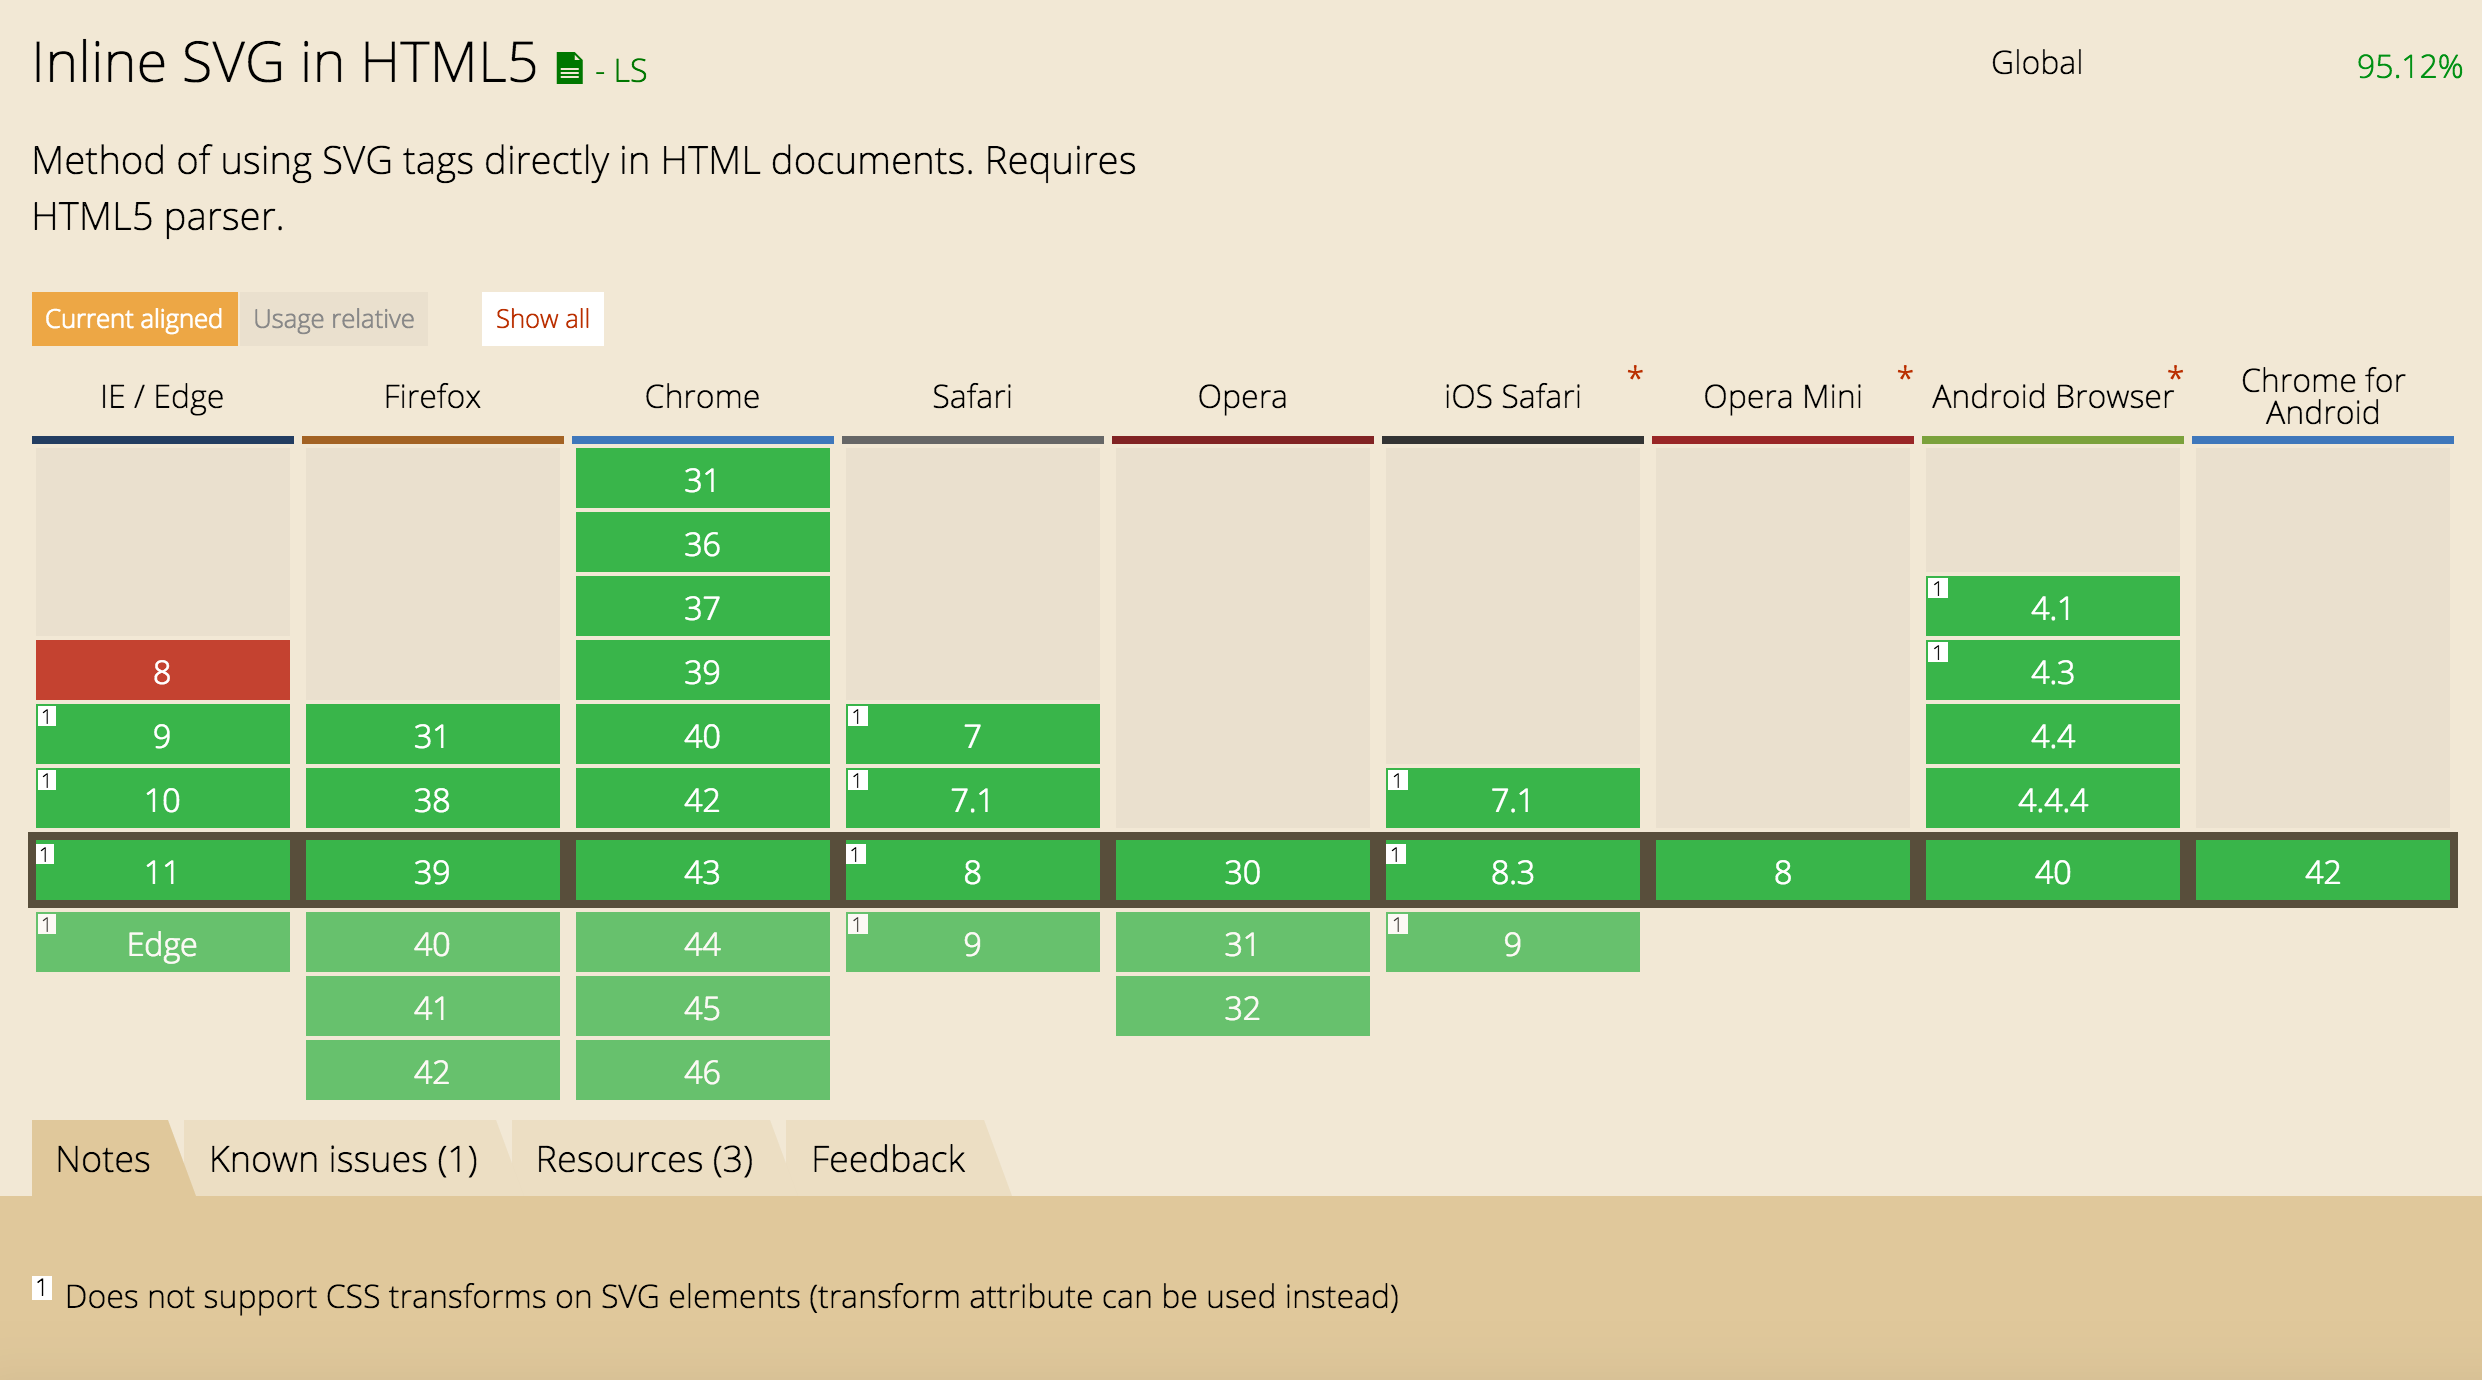 Inline SVG in HTML5 - LS
Global 95.12%
Method of using SVG tags directly in HTML documents. Requires
HTML5 parser.
Current aligned Usage relative Show all
IE / Edge Firefox Chrome Safari Opera iOS Safari * Opera Mini * Android Browser * Chrome for Android
31
36
37 1 4.1
8 39 1 4.3
1 9 31 40 1 7 4.4
1 10 38 42 1 7.1 1 7.1 4.4.4
1 11 39 43 1 8 30 1 8.3 8 40 42
1 Edge 40 44 1 9 31 1 9
41 45 32
42 46
Notes Known issues (1) Resources (3) Feedback
1 Does not support CSS transforms on SVG elements (transform attribute can be used instead)